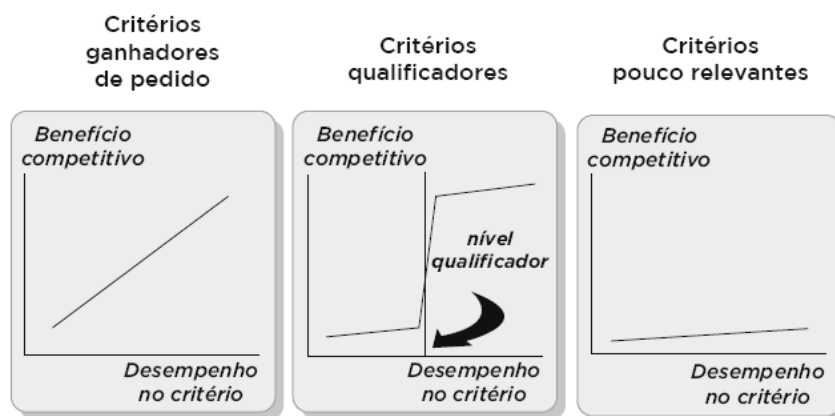 Critérios
ganhadores
de pedido
Benefício
competitivo
Desempenho
no critério
Critérios
qualificadores
Benefício
competitivo
nível
qualificador
Desempenho
no critério
Critérios
pouco relevantes
Benefício
competitivo
Desempenho
no critério